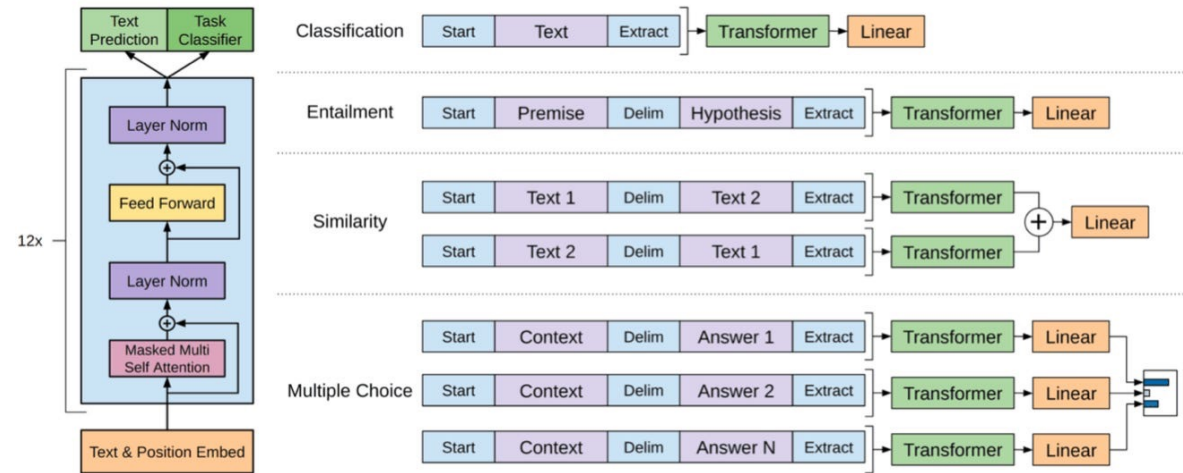 Text
Prediction
Task
Classifier
12x
Layer Norm
Feed Forward
Layer Norm
Masked Multi
Self Attention
Text & Position Embed
Classification
Start Text Extract Transformer Linear
Entailment
Start Premise Delim Hypothesis Extract Transformer Linear
Similarity
Start Text 1 Delim Text 2 Extract Transformer
Start Text 2 Delim Text 1 Extract Transformer
+ Linear
Multiple Choice
Start Context Delim Answer 1 Extract Transformer Linear
Start Context Delim Answer 2 Extract Transformer Linear
Start Context Delim Answer N Extract Transformer Linear